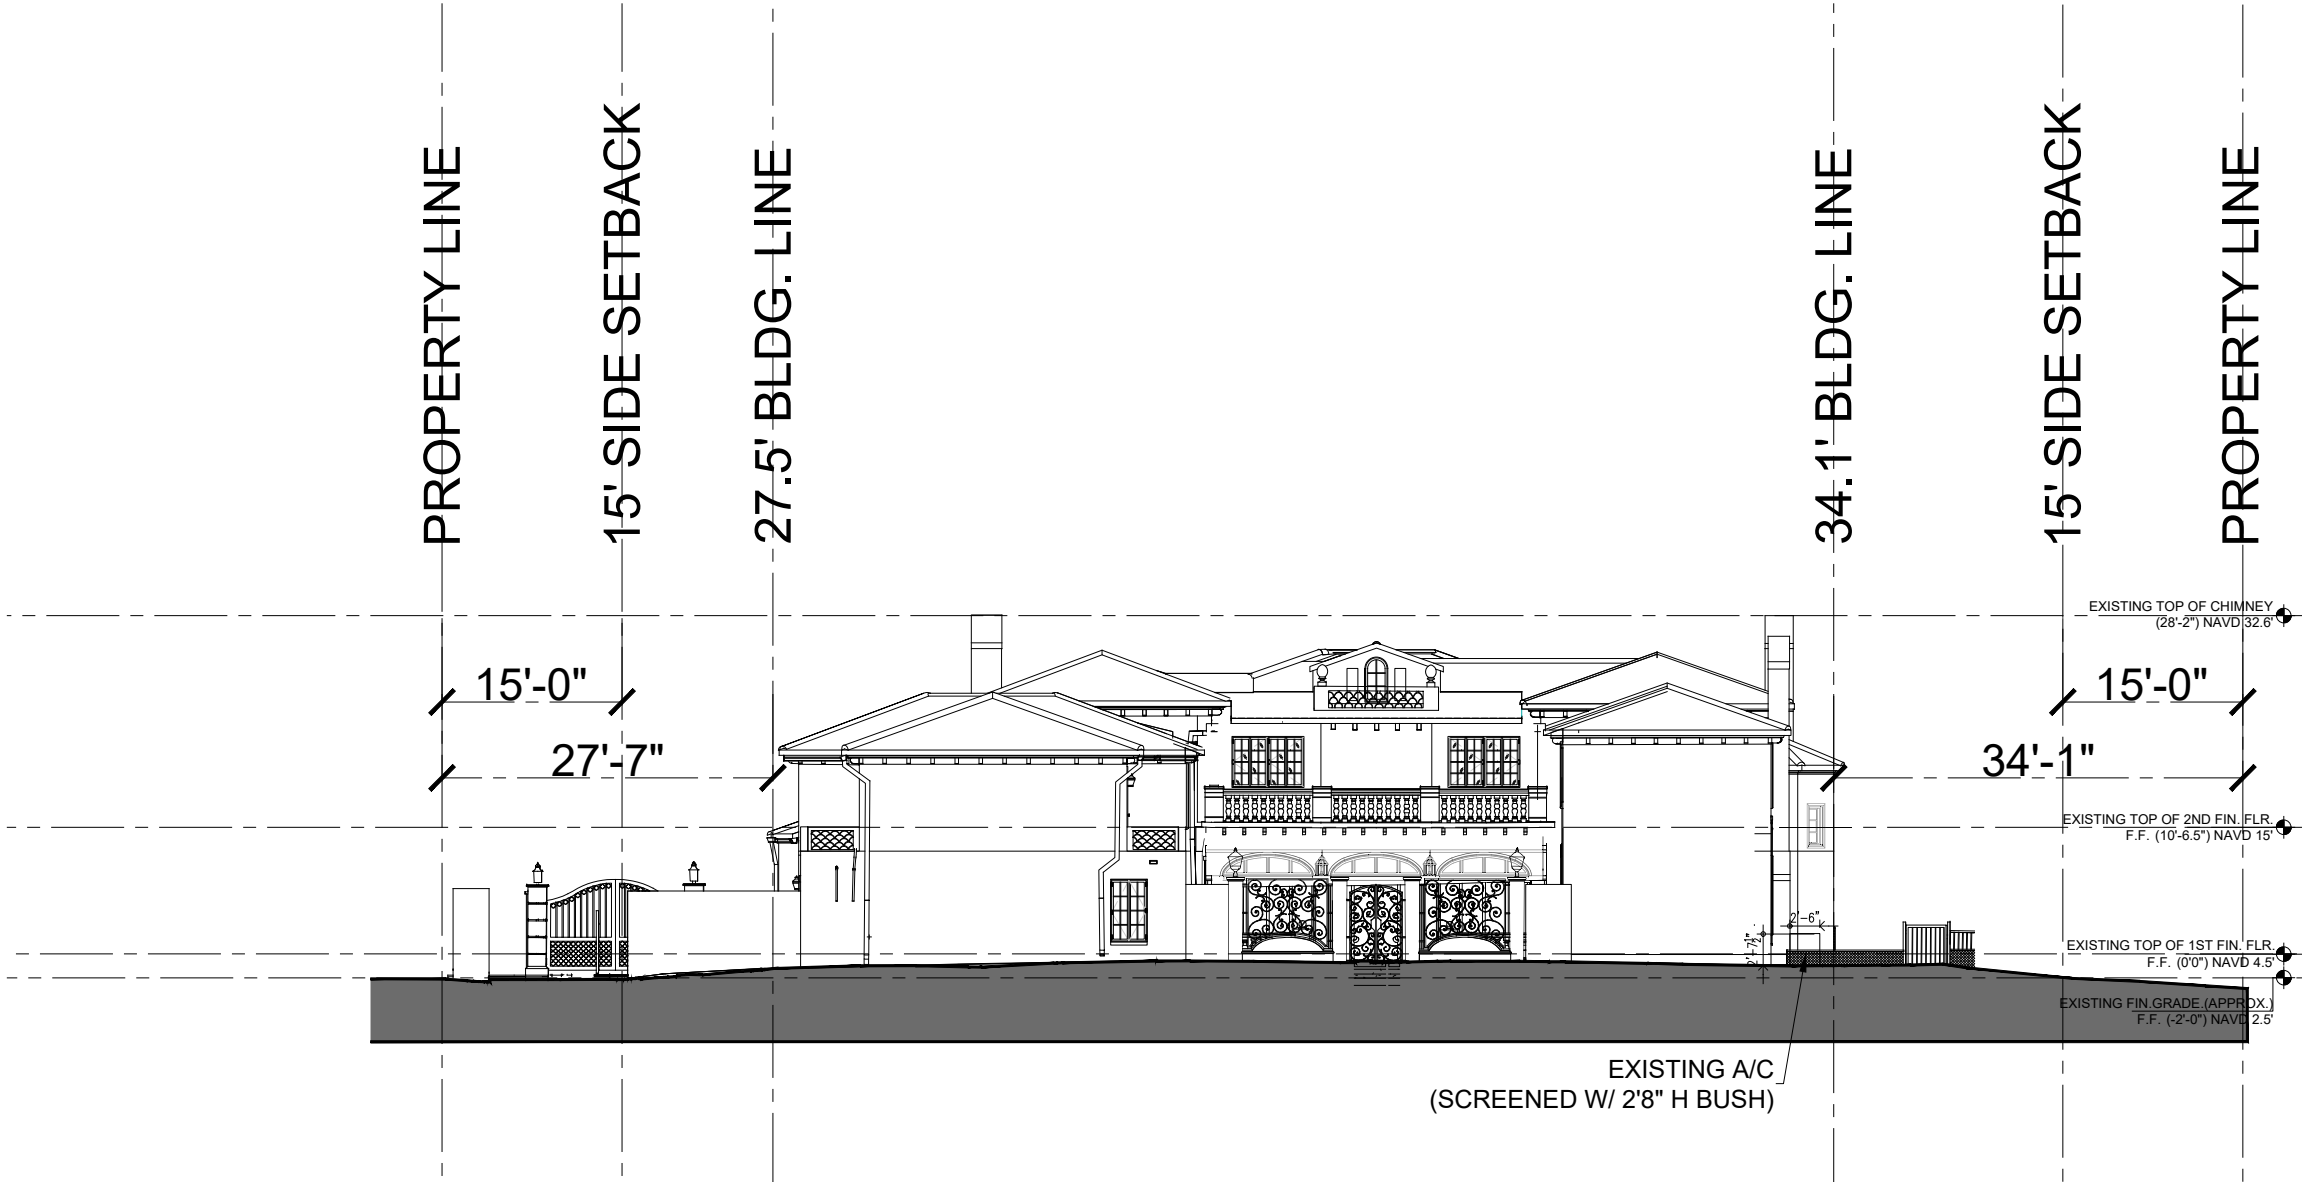 PROPERTY LINE
15' SIDE SETBACK
27.5' BLDG. LINE
34.1' BLDG. LINE
15' SIDE SETBACK
PROPERTY LINE
EXISTING TOP OF CHIMNEY
(28'-2") NAVD 32.6'
15'-0"
15'-0"
27'-7"
34'-1"
EXISTING TOP OF 2ND FIN. FLR.
F.F. (10'-6.5") NAVD 15'
2'-6"
2'-7½"
EXISTING TOP OF 1ST FIN. FLR.
F.F. (0'0") NAVD 4.5'
EXISTING FIN.GRADE.(APPROX.)
F.F. (-2'-0") NAVD 2.5'
EXISTING A/C
(SCREENED W/ 2'8" H BUSH)